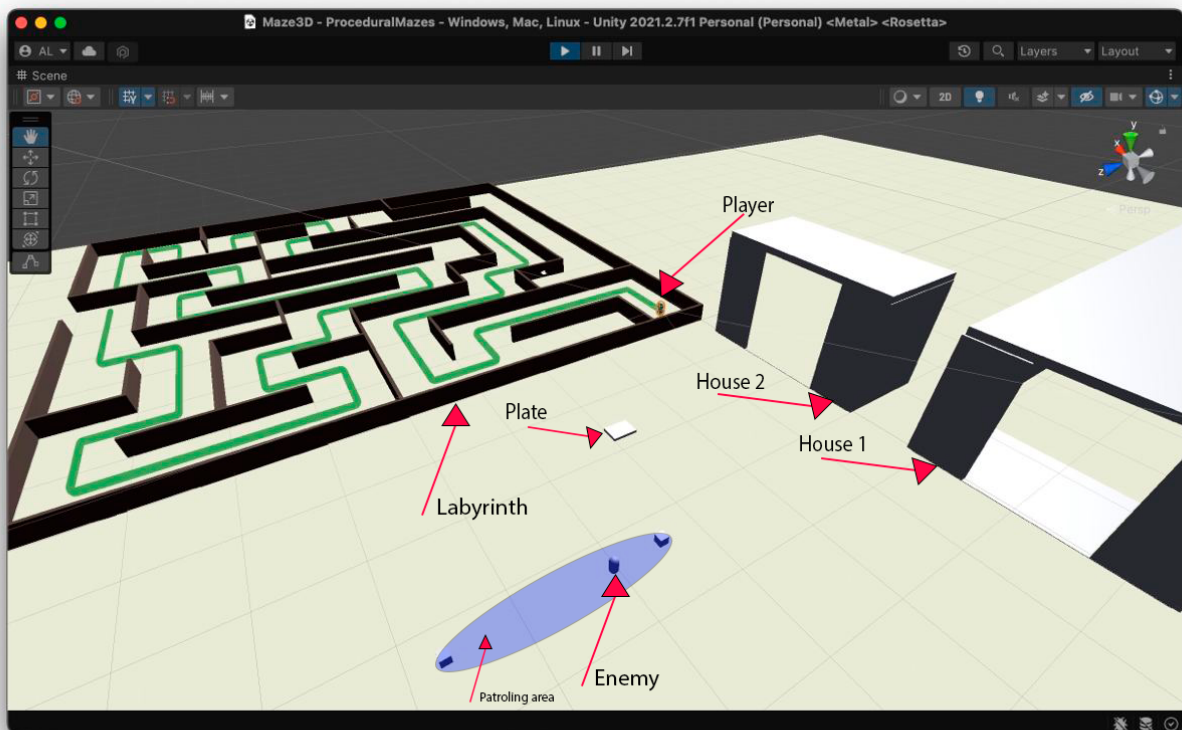 Maze3D - ProceduralMazes - Windows, Mac, Linux - Unity 2021.2.7f1 Personal (Personal) <Metal> <Rosetta>
AL
Layers
Layout
Scene
2D
y
x
z
Persp
Player
House 2
Plate
House 1
Labyrinth
Enemy
Patroling area